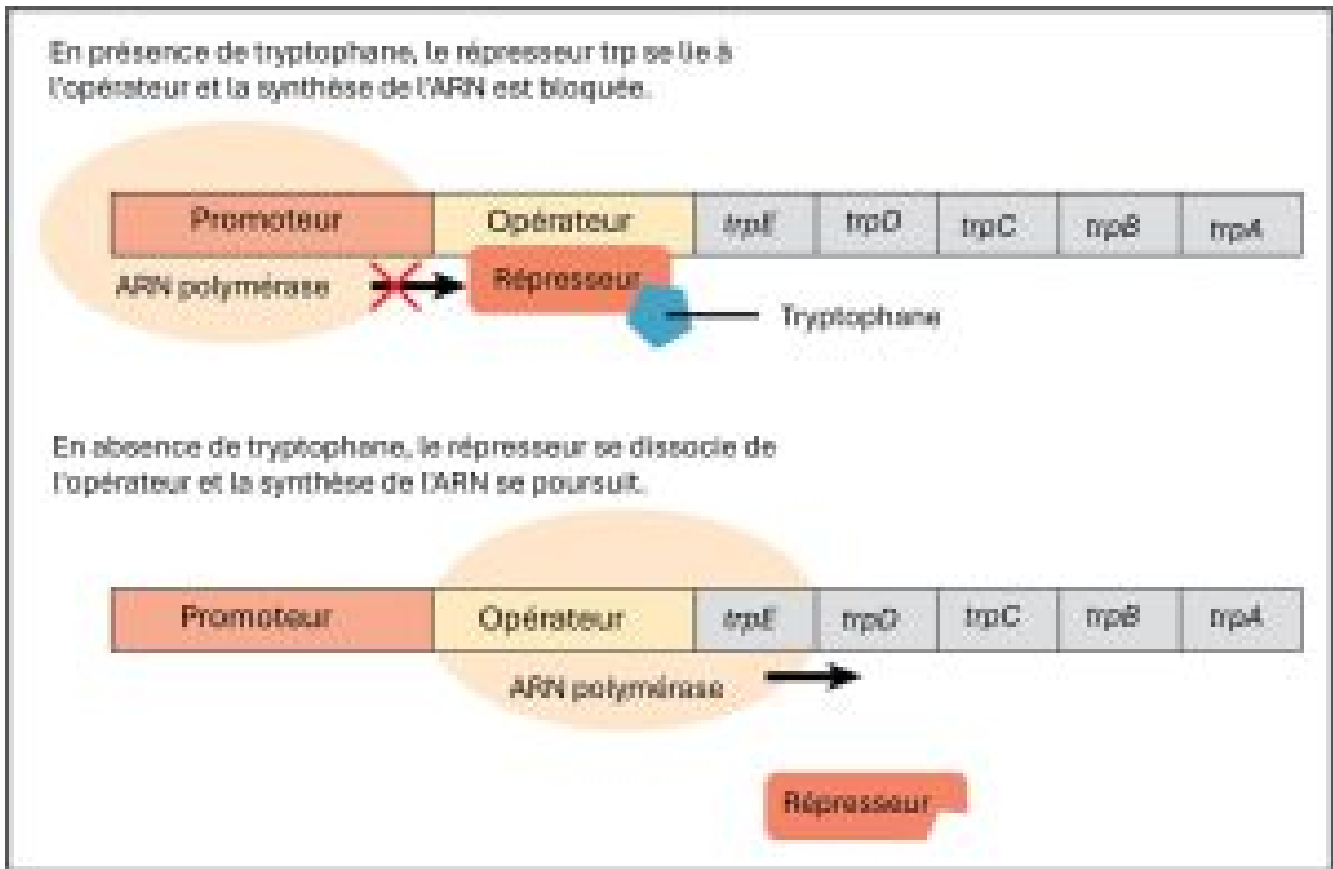 En présence de tryptophane, le répresseur trp se lie à
l'opérateur et la synthèse de l'ARN est bloquée.
Promoteur Opérateur trpE trpD trpC trpB trpA
ARN polymérase Répresseur
Tryptophane
En absence de tryptophane, le répresseur se dissocie de
l'opérateur et la synthèse de l'ARN se poursuit.
Promoteur Opérateur trpE trpD trpC trpB trpA
ARN polymérase
Répresseur